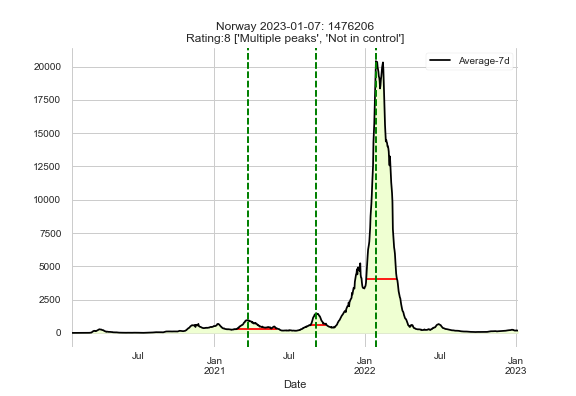 Norway 2023-01-07: 1476206
Rating:8 ['Multiple peaks', 'Not in control']
Average-7d
20000
17500
15000
12500
10000
7500
5000
2500
0
Jul
Jan
2021
Jul
Jan
2022
Jul
Jan
2023
Date